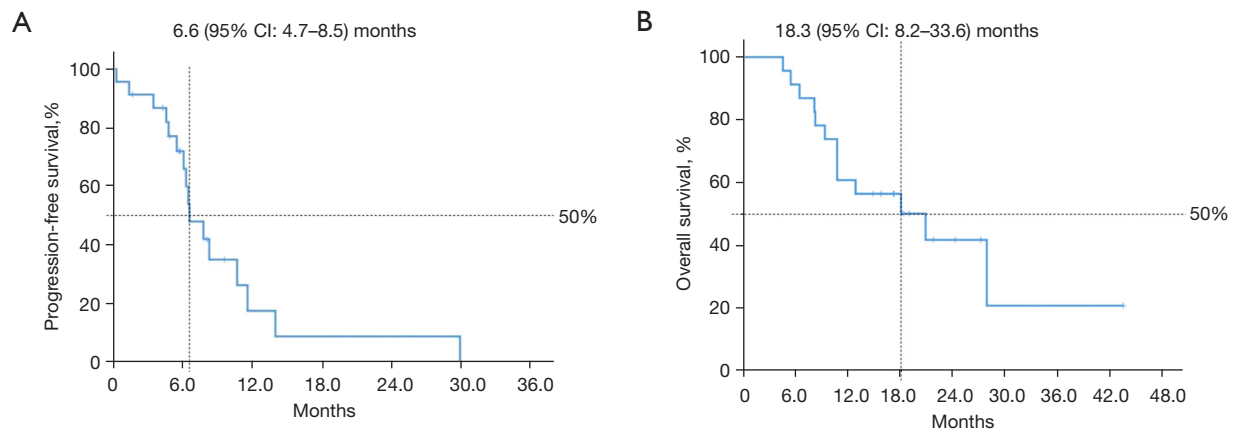 A
6.6 (95% CI: 4.7–8.5) months
Progression-free survival,%
100
80
60
40
20
0
50%
0 6.0 12.0 18.0 24.0 30.0 36.0
Months
B
18.3 (95% CI: 8.2–33.6) months
Overall survival, %
100
80
60
40
20
0
50%
0 6.0 12.0 18.0 24.0 30.0 36.0 42.0 48.0
Months